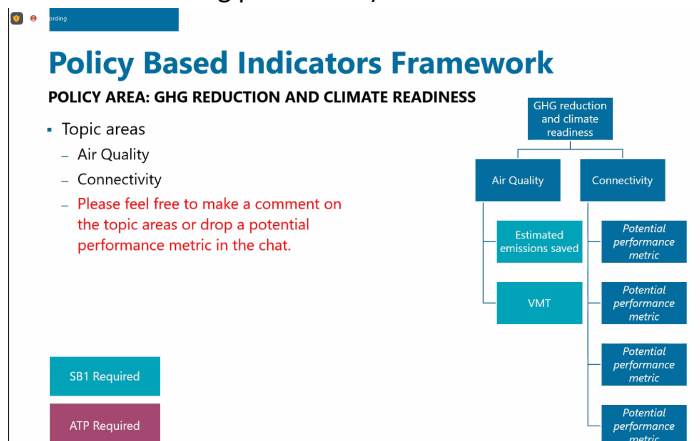 ording
Policy Based Indicators Framework
POLICY AREA: GHG REDUCTION AND CLIMATE READINESS
▪ Topic areas
– Air Quality
– Connectivity
– Please feel free to make a comment on
the topic areas or drop a potential
performance metric in the chat.
GHG reduction
and climate
readiness
Air Quality
Connectivity
Estimated
emissions saved
VMT
Potential
performance
metric
Potential
performance
metric
Potential
performance
metric
Potential
performance
metric
SB1 Required
ATP Required